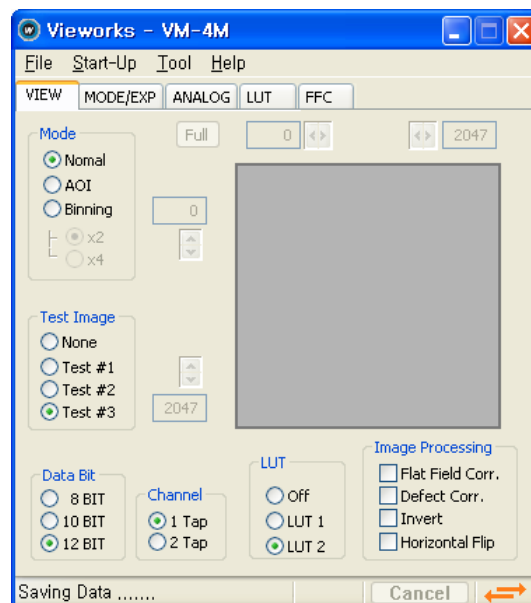 Vieworks - VM-4M
File Start-Up Tool Help
VIEW MODE/EXP ANALOG LUT FFC
Mode
Full 0 2047
Nomal
AOI
Binning 0
x2
x4
Test Image
None
Test #1
Test #2
Test #3 2047
Data Bit
8 BIT
10 BIT
12 BIT
Channel
1 Tap
2 Tap
LUT
Off
LUT 1
LUT 2
Image Processing
Flat Field Corr.
Defect Corr.
Invert
Horizontal Flip
Saving Data ....... Cancel